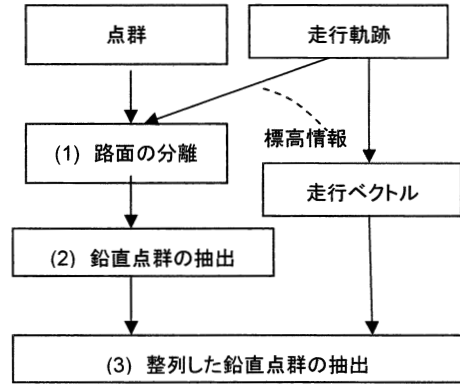 点群
走行軌跡
標高情報
(1) 路面の分離
走行ベクトル
(2) 鉛直点群の抽出
(3) 整列した鉛直点群の抽出